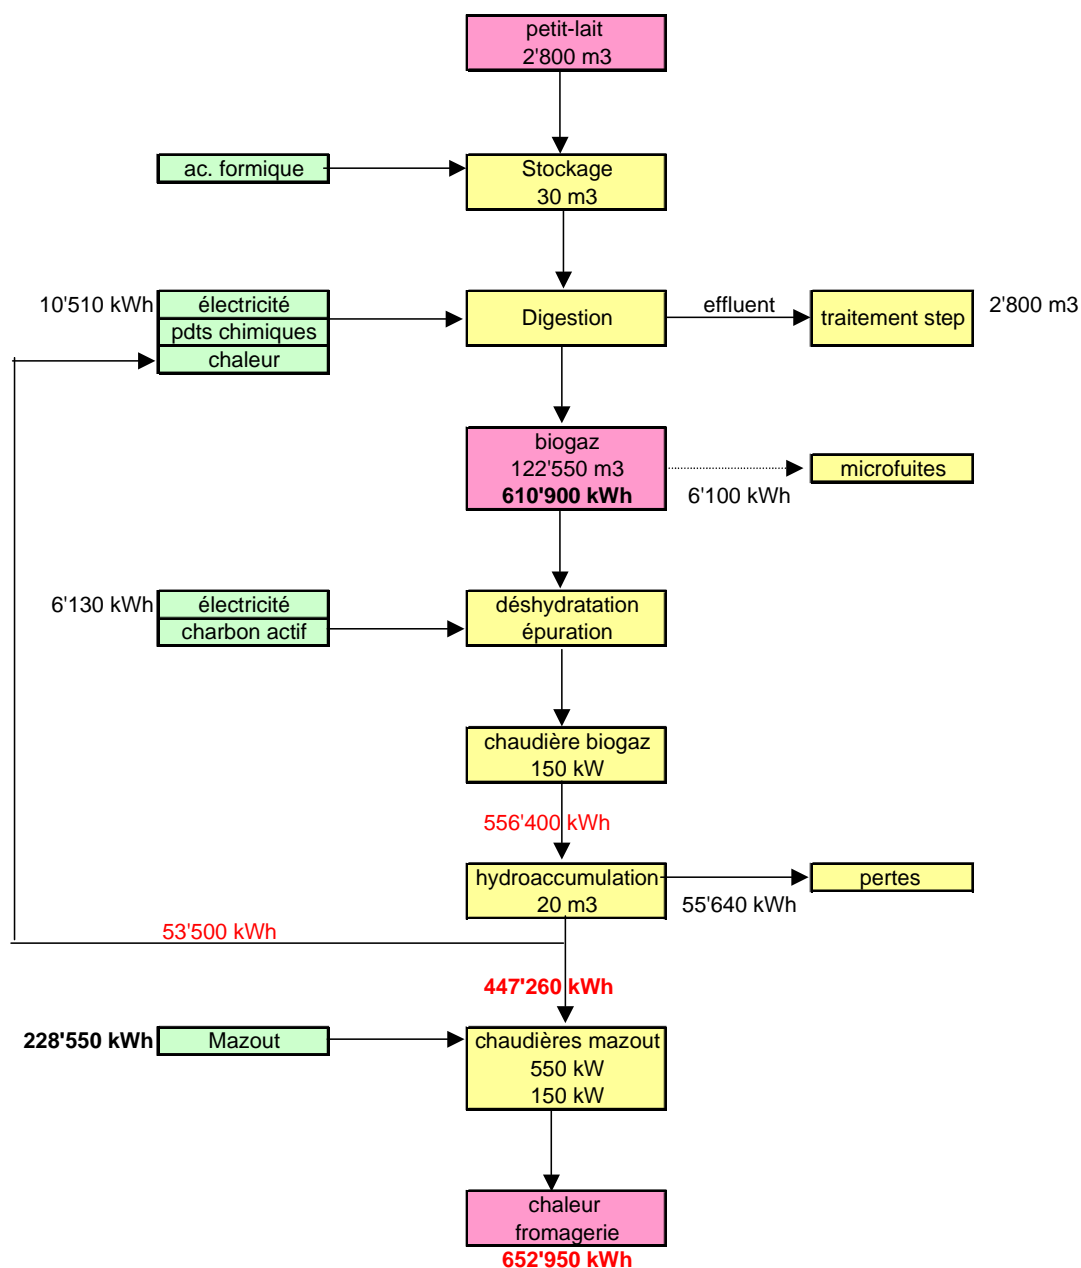 petit-lait
2'800 m3
ac. formique
Stockage
30 m3
10'510 kWh
électricité
pdts chimiques
chaleur
Digestion
effluent
traitement step
2'800 m3
biogaz
122'550 m3
610'900 kWh
6'100 kWh
microfuites
6'130 kWh
électricité
charbon actif
déshydratation
épuration
chaudière biogaz
150 kW
556'400 kWh
hydroaccumulation
20 m3
55'640 kWh
pertes
53'500 kWh
447'260 kWh
228'550 kWh
Mazout
chaudières mazout
550 kW
150 kW
chaleur
fromagerie
652'950 kWh